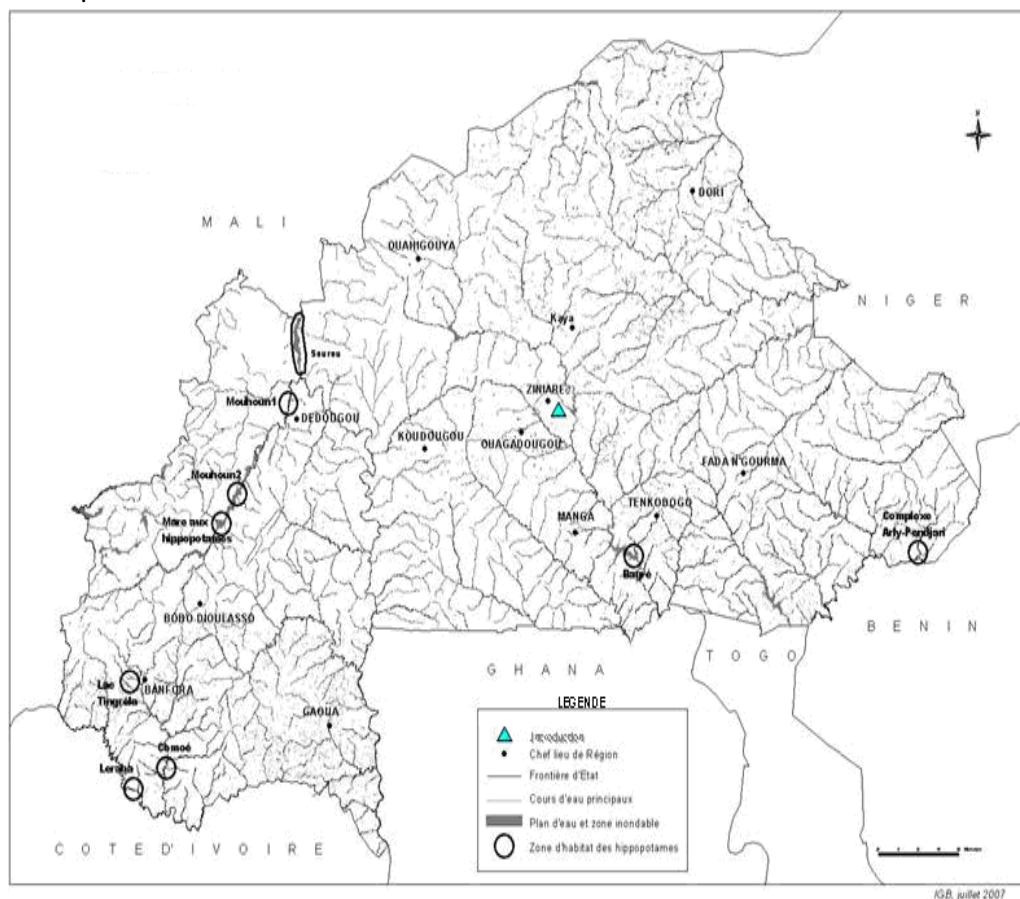 N
DORI
MALI
OUAHIGOUYA
NIGER
Kaya
Sourou
ZINIARE
Mouhoun1
DEDOUGOU
KOUDOUGOU
OUAGADOUGOU
FADA N'GOURMA
Mouhoun2
TENKODOGO
Mare aux
hippopotames
MANGA
Complexe
Arly-Pendjari
Bagré
BOBO DIOULASSO
BENIN
GHANA
TOGO
Lac
Tingréla
BANFORA
GAOUA
Comoé
Leraba
COTE D'IVOIRE
LEGENDE
Introduction
Chef lieu de Région
Frontière d'Etat
Cours d'eau principaux
Plan d'eau et zone inondable
Zone d'habitat des hippopotames
IGB, juillet 2007